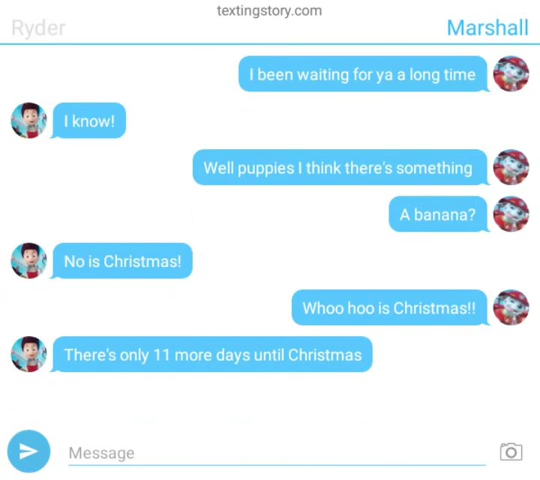 textingstory.com
Ryder
Marshall
I been waiting for ya a long time
I know!
Well puppies I think there's something
A banana?
No is Christmas!
Whoo hoo is Christmas!!
There's only 11 more days until Christmas
Message